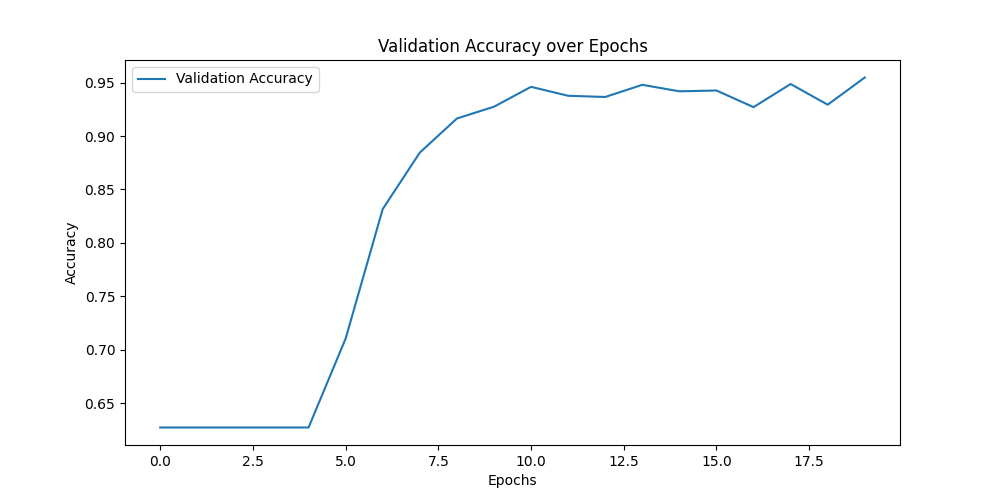 Validation Accuracy over Epochs
Validation Accuracy
0.95
0.90
0.85
0.80
0.75
0.70
0.65
Accuracy
0.0 2.5 5.0 7.5 10.0 12.5 15.0 17.5
Epochs